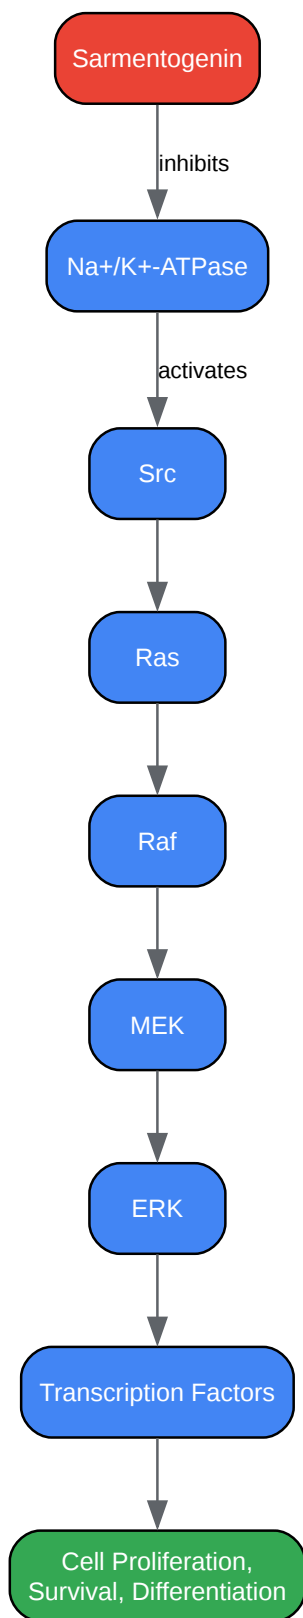 Sarmentogenin
inhibits
Na+/K+-ATPase
activates
Src
Ras
Raf
MEK
ERK
Transcription Factors
Cell Proliferation,
Survival, Differentiation